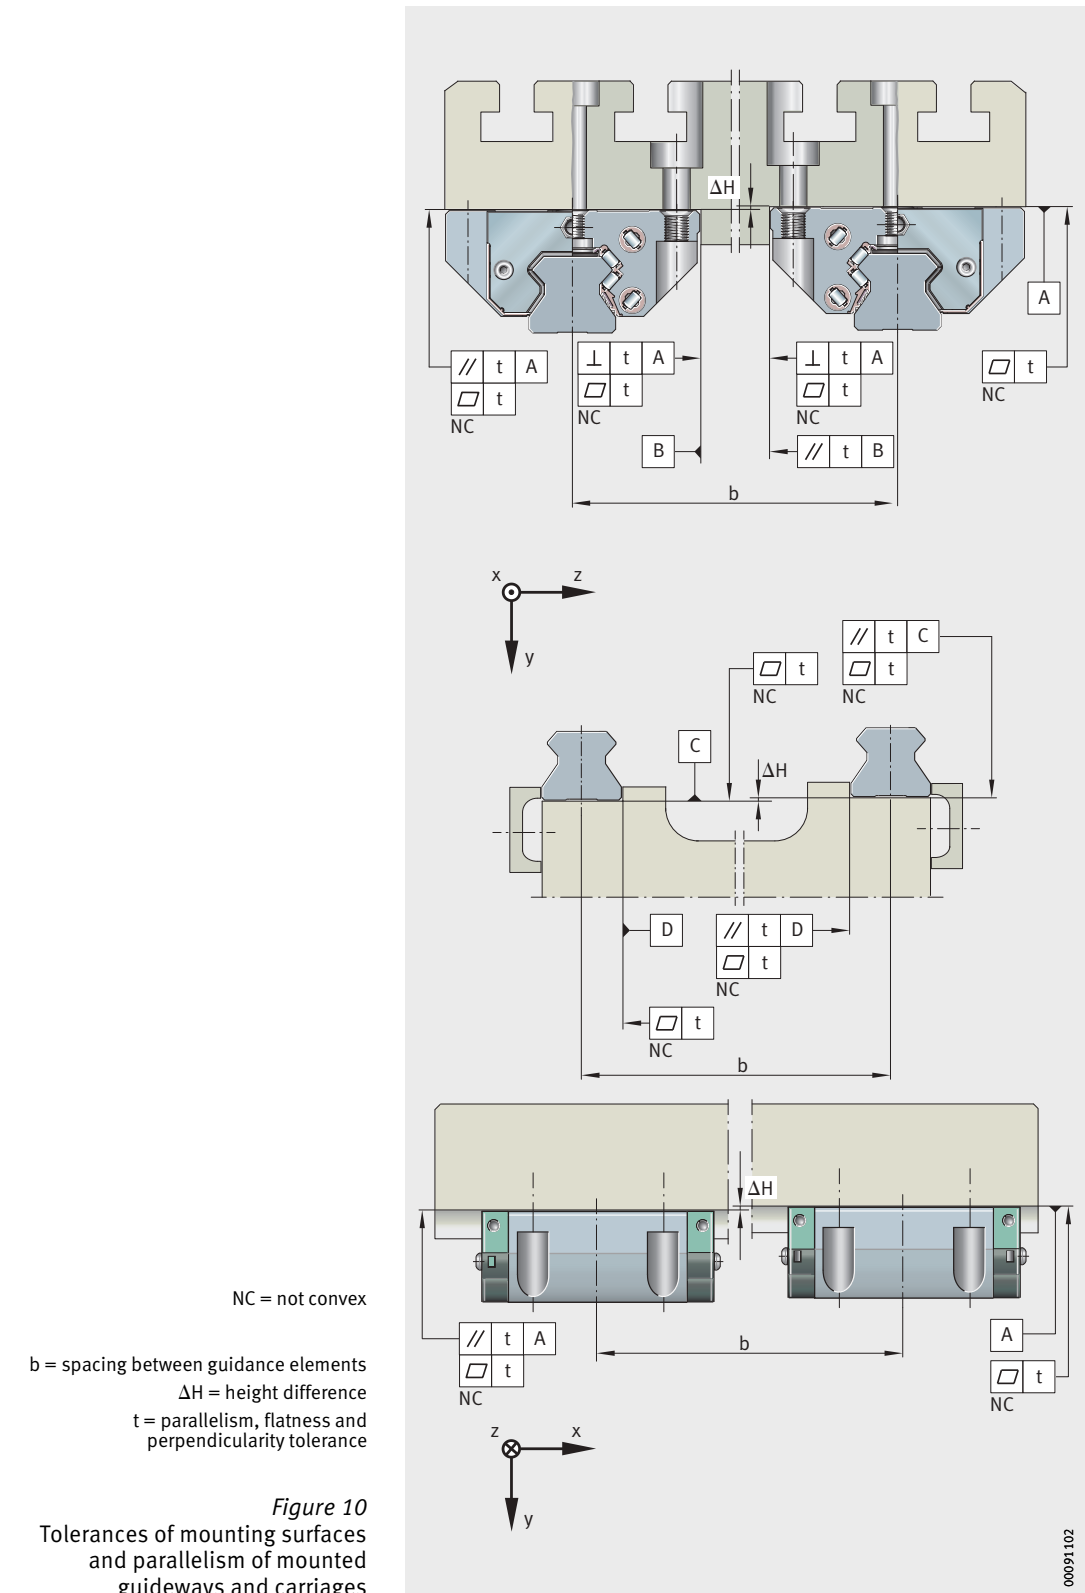 ΔH
A
// t A
t
NC
⊥ t A
t
NC
⊥ t A
t
NC
t
NC
B
// t B
b
x
z
y
// t C
t
NC
t
NC
C
ΔH
D
// t D
t
NC
t
NC
b
ΔH
NC = not convex
b = spacing between guidance elements
ΔH = height difference
t = parallelism, flatness and
perpendicularity tolerance
// t A
t
NC
b
A
t
NC
z
x
y
Figure 10
Tolerances of mounting surfaces
and parallelism of mounted
guideways and carriages
00091102